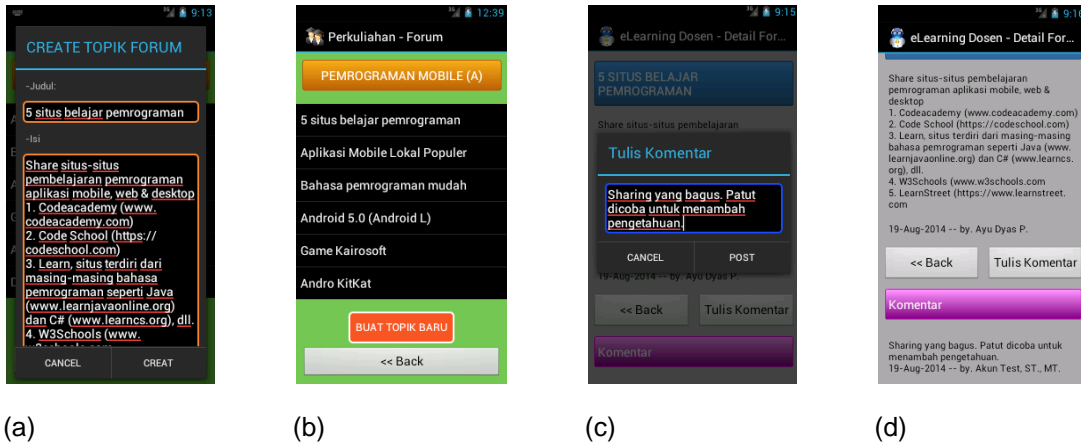 9:13
CREATE TOPIK FORUM
-Judul:
5 situs belajar pemrograman
-Isi
Share situs-situs
pembelajaran pemrograman
aplikasi mobile, web & desktop
1. Codeacademy (www.
codeacademy.com)
2. Code School (https://
codeschool.com)
3. Learn, situs terdiri dari
masing-masing bahasa
pemrograman seperti Java
(www.learnjavaonline.org)
dan C# (www.learncs.org), dll.
4. W3Schools (www.
CANCEL
CREAT
(a)
12:39
Perkuliahan - Forum
PEMROGRAMAN MOBILE (A)
5 situs belajar pemrograman
Aplikasi Mobile Lokal Populer
Bahasa pemrograman mudah
Android 5.0 (Android L)
Game Kairosoft
Andro KitKat
BUAT TOPIK BARU
<< Back
(b)
9:15
eLearning Dosen - Detail For...
5 SITUS BELAJAR
PEMROGRAMAN
Share situs-situs pembelajaran
Tulis Komentar
Sharing yang bagus. Patut
dicoba untuk menambah
pengetahuan.
CANCEL
POST
19-Aug-2014 -- by. Ayu Dyas P.
<< Back
Tulis Komentar
Komentar
(c)
eLearning Dosen - Detail For...
Share situs-situs pembelajaran
pemrograman aplikasi mobile, web &
desktop
1. Codeacademy (www.codeacademy.com)
2. Code School (https://codeschool.com)
3. Learn, situs terdiri dari masing-masing
bahasa pemrograman seperti Java (www.
learnjavaonline.org) dan C# (www.learncs.
org), dll.
4. W3Schools (www.w3schools.com
5. LearnStreet (https://www.learnstreet.
com
19-Aug-2014 -- by. Ayu Dyas P.
<< Back
Tulis Komentar
Komentar
Sharing yang bagus. Patut dicoba untuk
menambah pengetahuan.
19-Aug-2014 -- by. Akun Test, ST., MT.
(d)